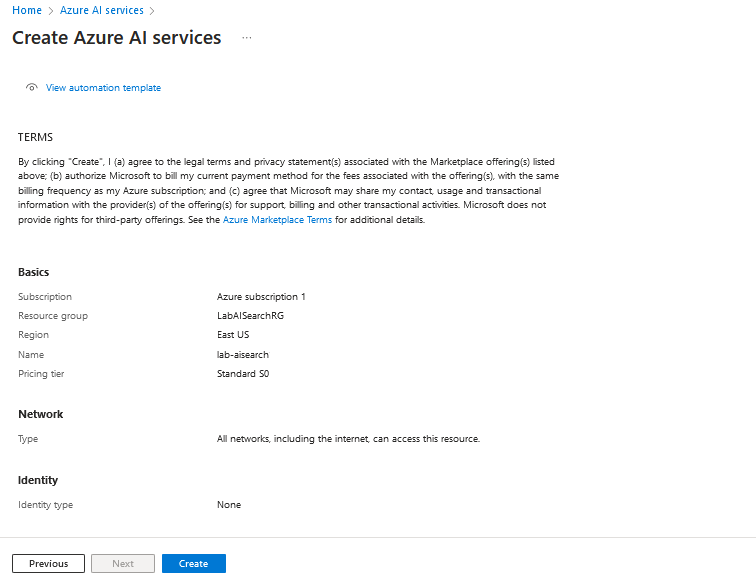 Home > Azure AI services >
Create Azure AI services ...
View automation template
TERMS
By clicking "Create", I (a) agree to the legal terms and privacy statement(s) associated with the Marketplace offering(s) listed
above; (b) authorize Microsoft to bill my current payment method for the fees associated with the offering(s), with the same
billing frequency as my Azure subscription; and (c) agree that Microsoft may share my contact, usage and transactional
information with the provider(s) of the offering(s) for support, billing and other transactional activities. Microsoft does not
provide rights for third-party offerings. See the Azure Marketplace Terms for additional details.
Basics
Subscription Azure subscription 1
Resource group LabAISearchRG
Region East US
Name lab-aisearch
Pricing tier Standard S0
Network
Type All networks, including the internet, can access this resource.
Identity
Identity type None
Previous Next Create